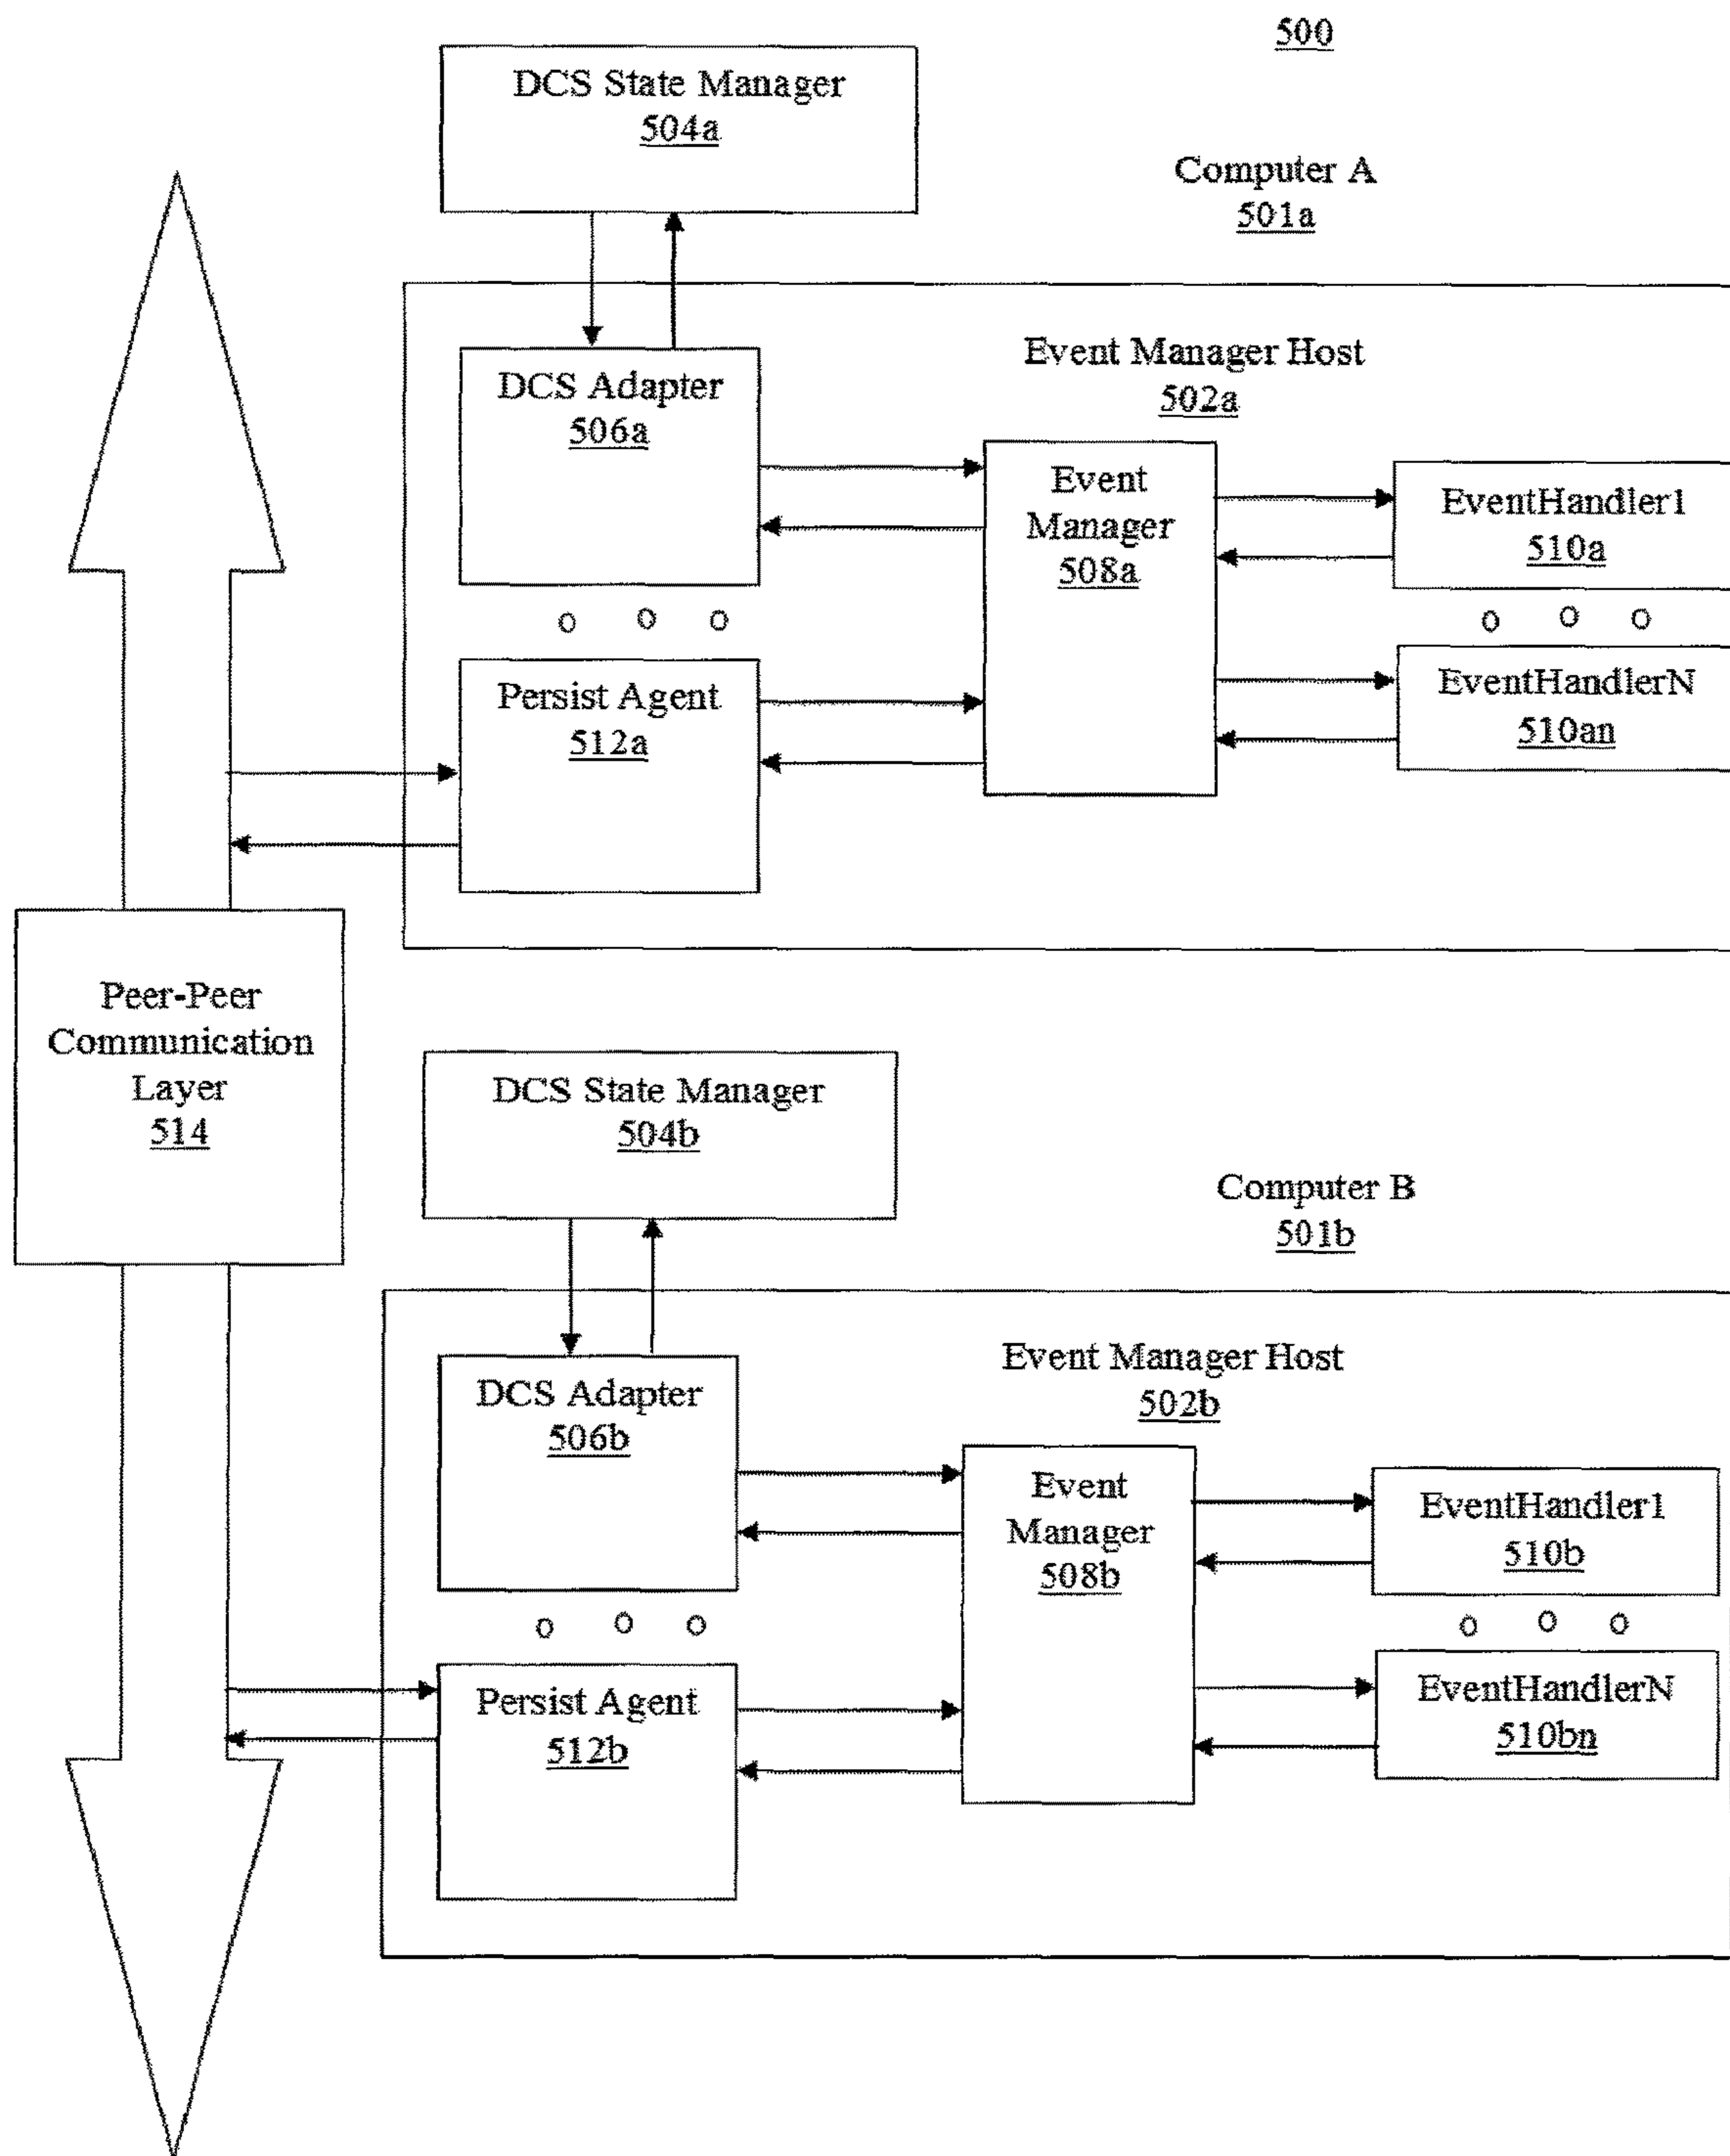 500
DCS State Manager
504a
Computer A
501a
Event Manager Host
502a
DCS Adapter
506a
Event
Manager
508a
EventHandler1
510a
Persist Agent
512a
EventHandlerN
510an
Peer-Peer
Communication
Layer
514
DCS State Manager
504b
Computer B
501b
Event Manager Host
502b
DCS Adapter
506b
Event
Manager
508b
EventHandler1
510b
Persist Agent
512b
EventHandlerN
510bn